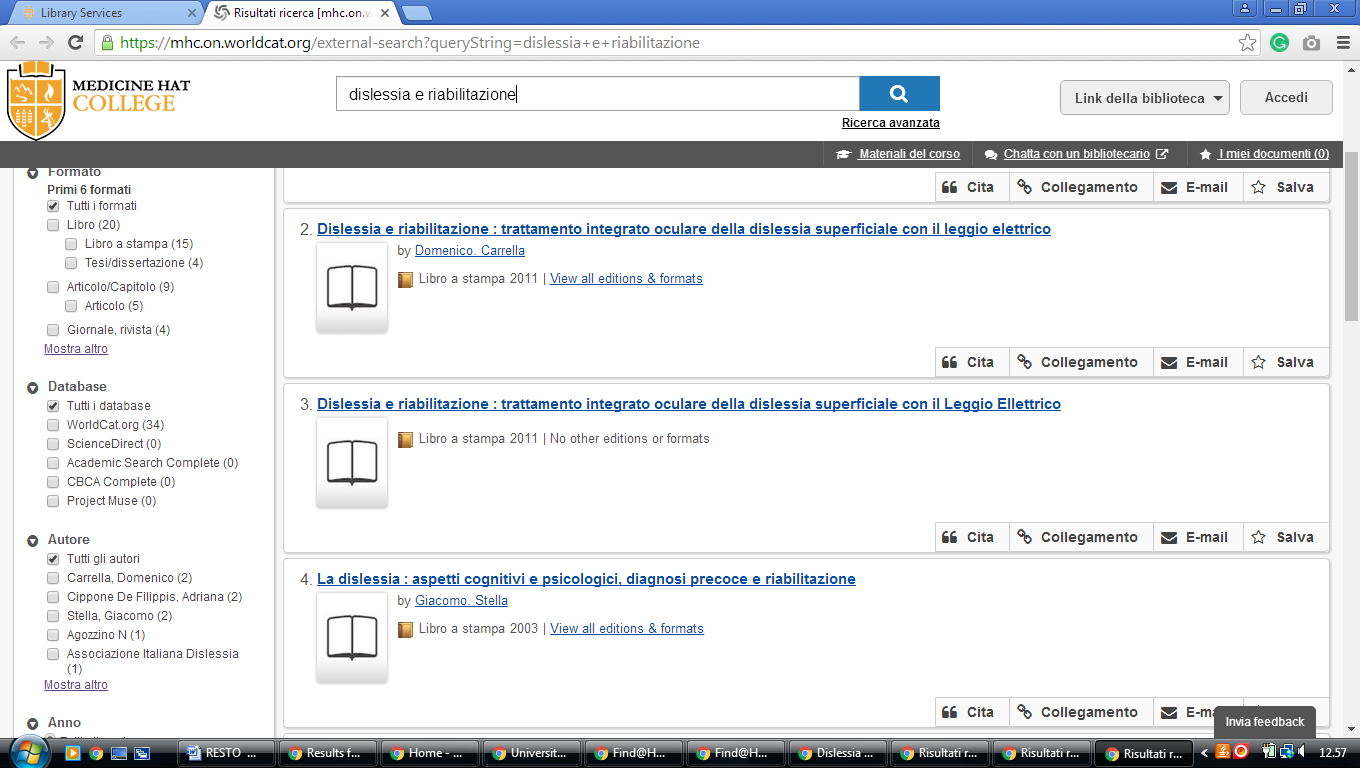 Library Services
Risultati ricerca [mhc.on.w
https://mhc.on.worldcat.org/external-search?queryString=dislessia+e+riabilitazione
MEDICINE HAT
COLLEGE
dislessia e riabilitazione
Ricerca avanzata
Link della biblioteca
Accedi
Materiali del corso
Chatta con un bibliotecario
I miei documenti (0)
Formato
Primi 6 formati
Tutti i formati
Libro (20)
Libro a stampa (15)
Tesi/dissertazione (4)
Articolo/Capitolo (9)
Articolo (5)
Giornale, rivista (4)
Mostra altro
Database
Tutti i database
WorldCat.org (34)
ScienceDirect (0)
Academic Search Complete (0)
CBCA Complete (0)
Project Muse (0)
Autore
Tutti gli autori
Carrella, Domenico (2)
Cippone De Filippis, Adriana (2)
Stella, Giacomo (2)
Agozzino N (1)
Associazione Italiana Dislessia
(1)
Mostra altro
Anno
Cita Collegamento E-mail Salva
2. Dislessia e riabilitazione : trattamento integrato oculare della dislessia superficiale con il leggio elettrico
by Domenico. Carrella
Libro a stampa 2011 | View all editions & formats
Cita Collegamento E-mail Salva
3. Dislessia e riabilitazione : trattamento integrato oculare della dislessia superficiale con il Leggio Ellettrico
Libro a stampa 2011 | No other editions or formats
Cita Collegamento E-mail Salva
4. La dislessia : aspetti cognitivi e psicologici, diagnosi precoce e riabilitazione
by Giacomo. Stella
Libro a stampa 2003 | View all editions & formats
Cita Collegamento E-m
Invia feedback
RESTO ...
Results f...
Home - ...
Universit...
Find@H...
Find@H...
Dislessia ...
Risultati r...
Risultati r...
Risultati r...
12.57